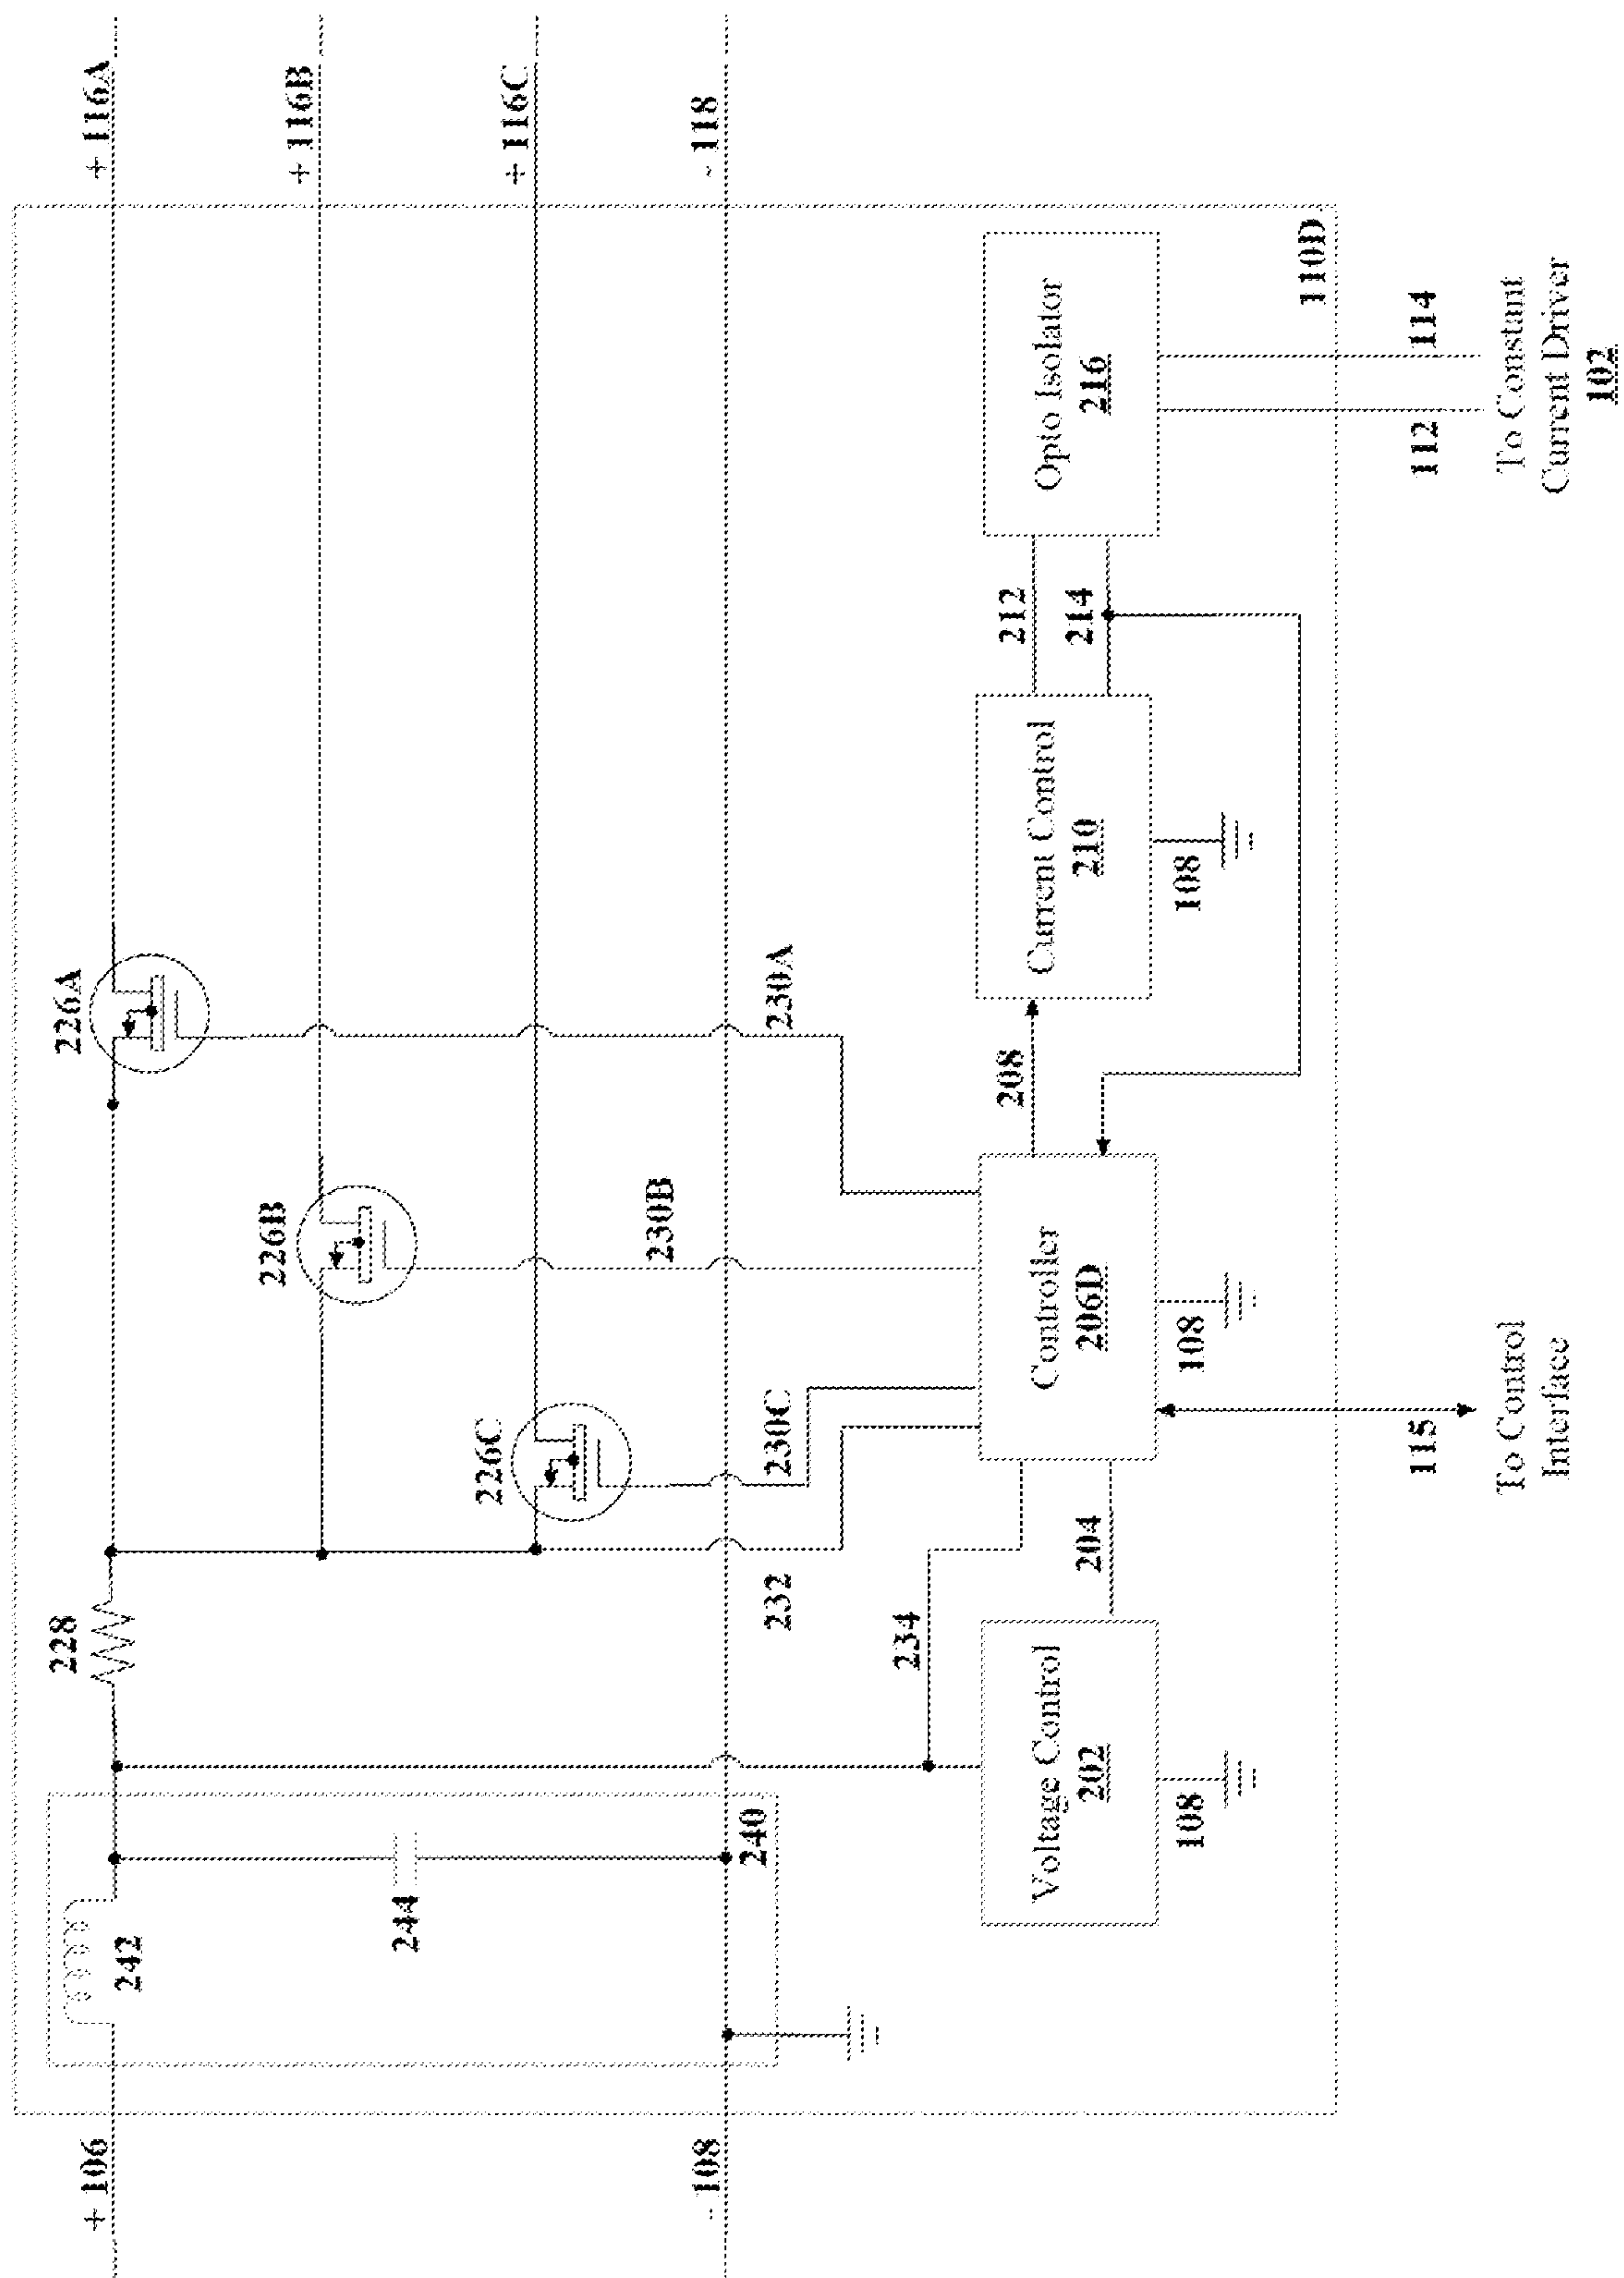 + 106
- 108
242
244
240
228
226C
226B
226A
+ 116A
+ 116B
+ 116C
- 118
232
230C
230B
230A
234
Voltage Control
202
108
204
Controller
206D
108
208
Current Control
210
108
212
214
Opto Isolator
216
110D
115
To Control
Interface
112
114
To Constant
Current Driver
102